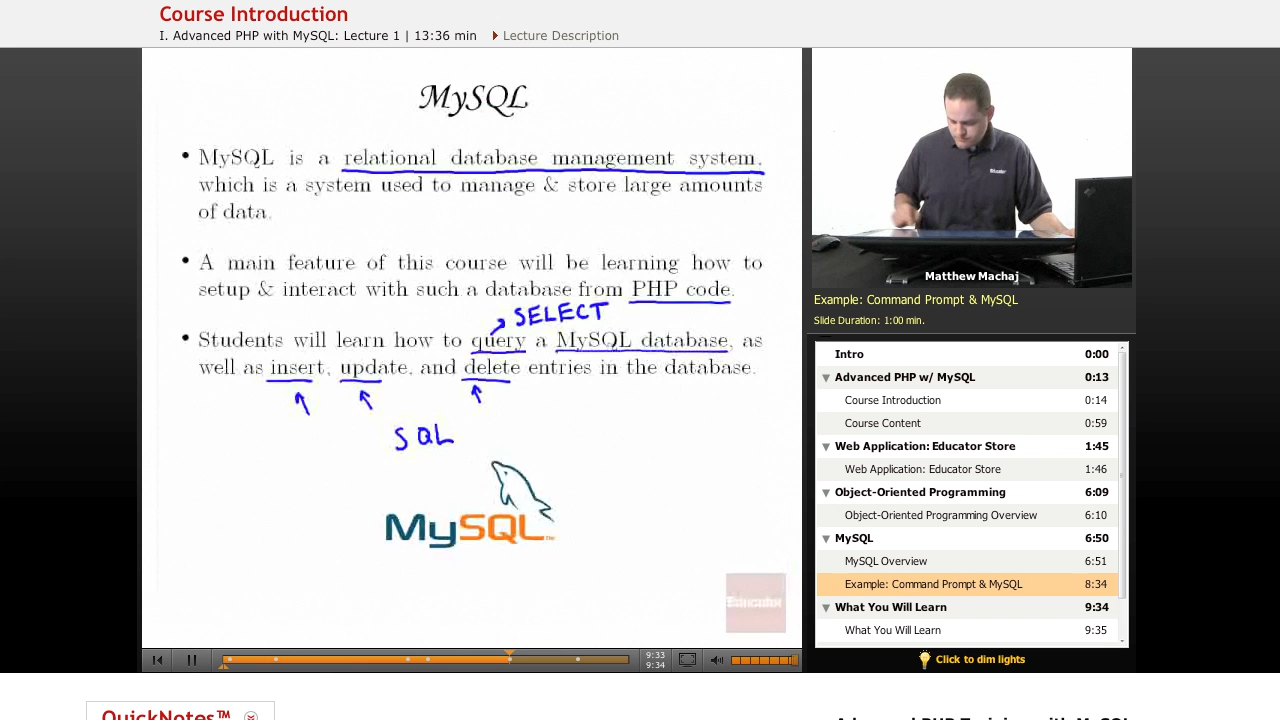 Course Introduction
I. Advanced PHP with MySQL: Lecture 1 | 13:36 min Lecture Description
MySQL
• MySQL is a relational database management system,
which is a system used to manage & store large amounts
of data.
• A main feature of this course will be learning how to
setup & interact with such a database from PHP code.
SELECT
• Students will learn how to query a MySQL database, as
well as insert, update, and delete entries in the database.
SQL
MySQL™
Educator
9:33
9:34
Matthew Machaj
Example: Command Prompt & MySQL
Slide Duration: 1:00 min.
Intro 0:00
Advanced PHP w/ MySQL 0:13
Course Introduction 0:14
Course Content 0:59
Web Application: Educator Store 1:45
Web Application: Educator Store 1:46
Object-Oriented Programming 6:09
Object-Oriented Programming Overview 6:10
MySQL 6:50
MySQL Overview 6:51
Example: Command Prompt & MySQL 8:34
What You Will Learn 9:34
What You Will Learn 9:35
Click to dim lights
QuickNotes™
Advanced PHP Training with MySQL